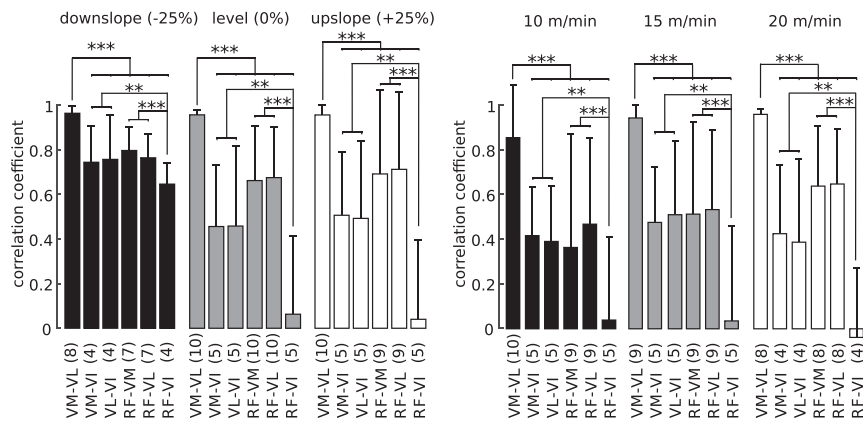 downslope (-25%) level (0%) upslope (+25%)
*** *** ***
** ** **
*** *** ***
correlation coefficient
1
0.8
0.6
0.4
0.2
0
VM-VL (8)
VM-VI (4)
VL-VI (4)
RF-VM (7)
RF-VL (7)
RF-VI (4)
VM-VL (10)
VM-VI (5)
VL-VI (5)
RF-VM (10)
RF-VL (10)
RF-VI (5)
VM-VL (10)
VM-VI (5)
VL-VI (5)
RF-VM (9)
RF-VL (9)
RF-VI (5)
10 m/min 15 m/min 20 m/min
*** *** ***
** ** **
*** *** ***
correlation coefficient
1
0.8
0.6
0.4
0.2
0
VM-VL (10)
VM-VI (5)
VL-VI (5)
RF-VM (9)
RF-VL (9)
RF-VI (5)
VM-VL (9)
VM-VI (5)
VL-VI (5)
RF-VM (9)
RF-VL (9)
RF-VI (5)
VM-VL (8)
VM-VI (4)
VL-VI (4)
RF-VM (8)
RF-VL (8)
RF-VI (4)